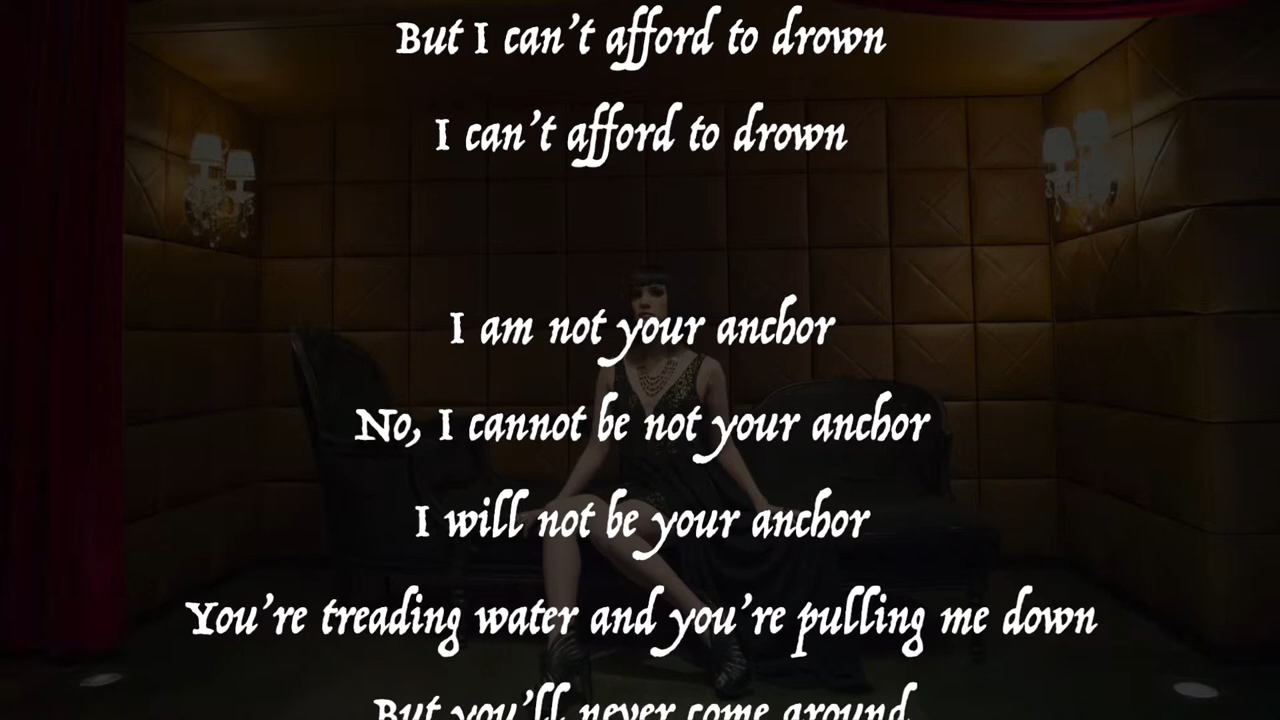 But I can't afford to drown
I can't afford to drown
I am not your anchor
No, I cannot be not your anchor
I will not be your anchor
You're treading water and you're pulling me down
But you'll never come around